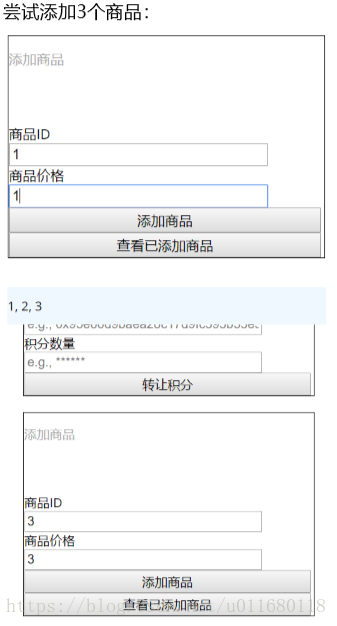 尝试添加3个商品：
添加商品
商品ID
1
商品价格
1
添加商品
查看已添加商品
1, 2, 3
积分数量
e.g., ******
转让积分
添加商品
商品ID
3
商品价格
3
添加商品
查看已添加商品